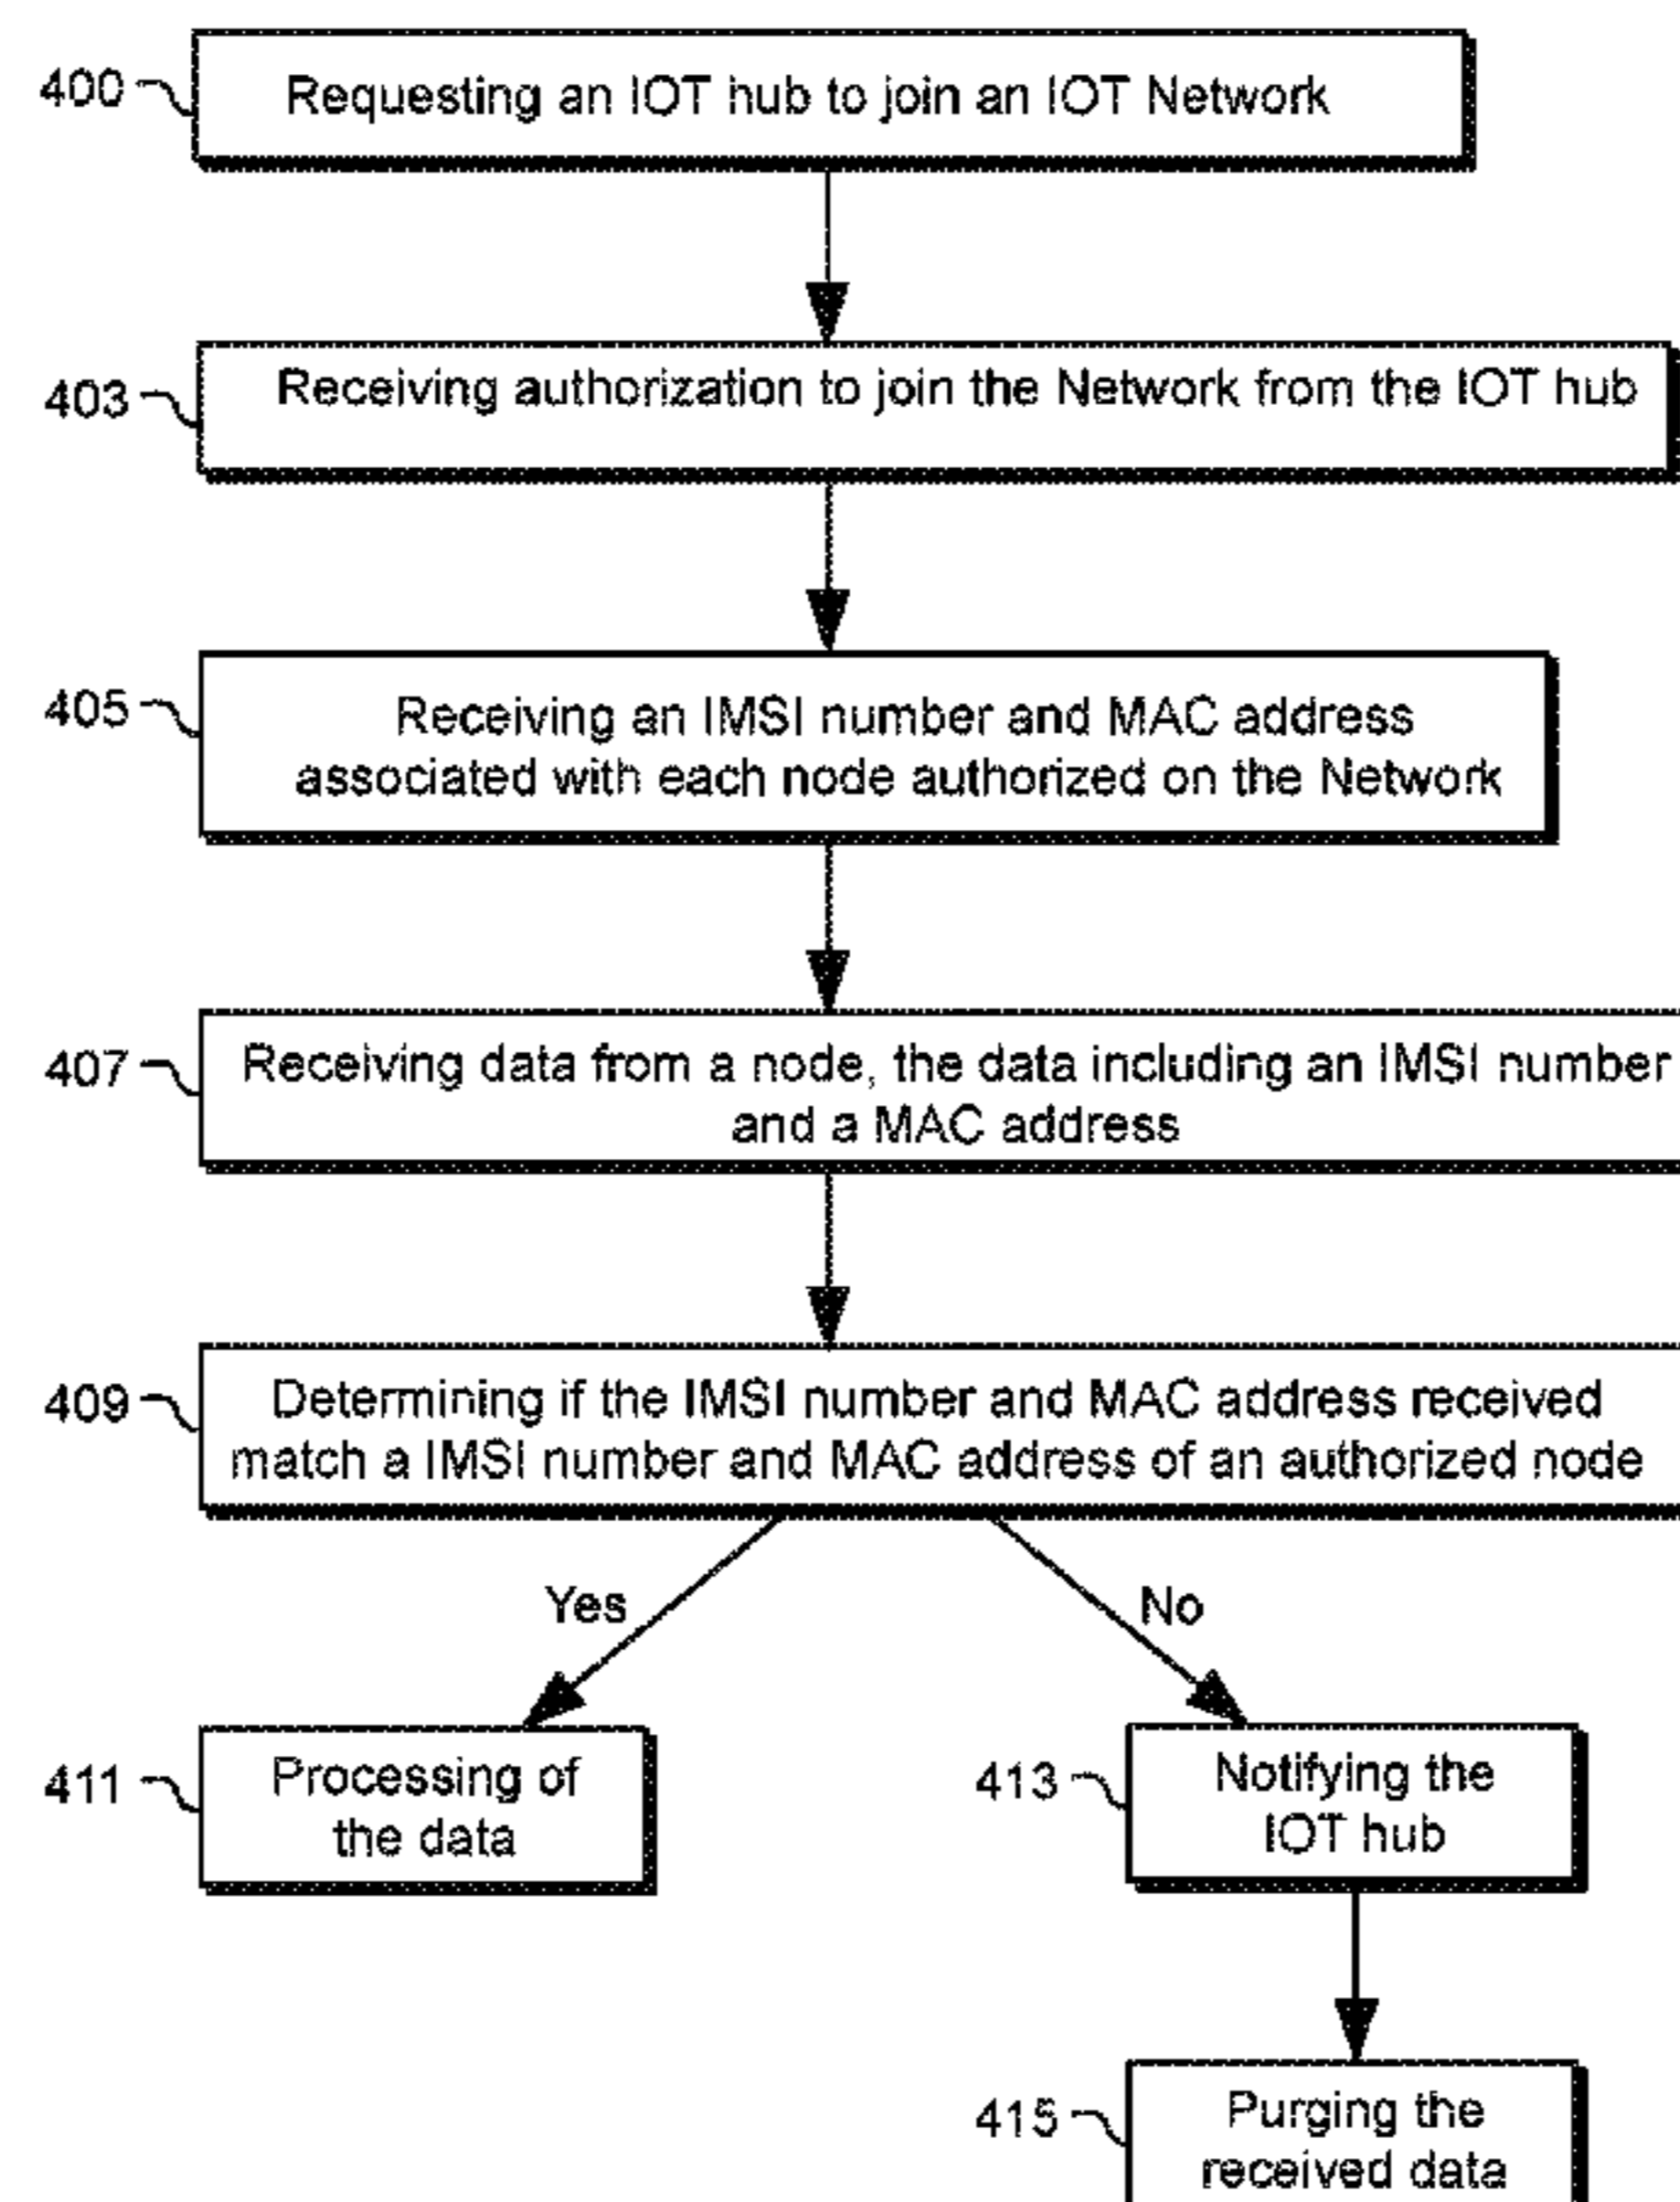 400
Requesting an IOT hub to join an IOT Network
403
Receiving authorization to join the Network from the IOT hub
405
Receiving an IMSI number and MAC address
associated with each node authorized on the Network
407
Receiving data from a node, the data including an IMSI number
and a MAC address
409
Determining if the IMSI number and MAC address received
match a IMSI number and MAC address of an authorized node
Yes
No
411
Processing of
the data
413
Notifying the
IOT hub
415
Purging the
received data